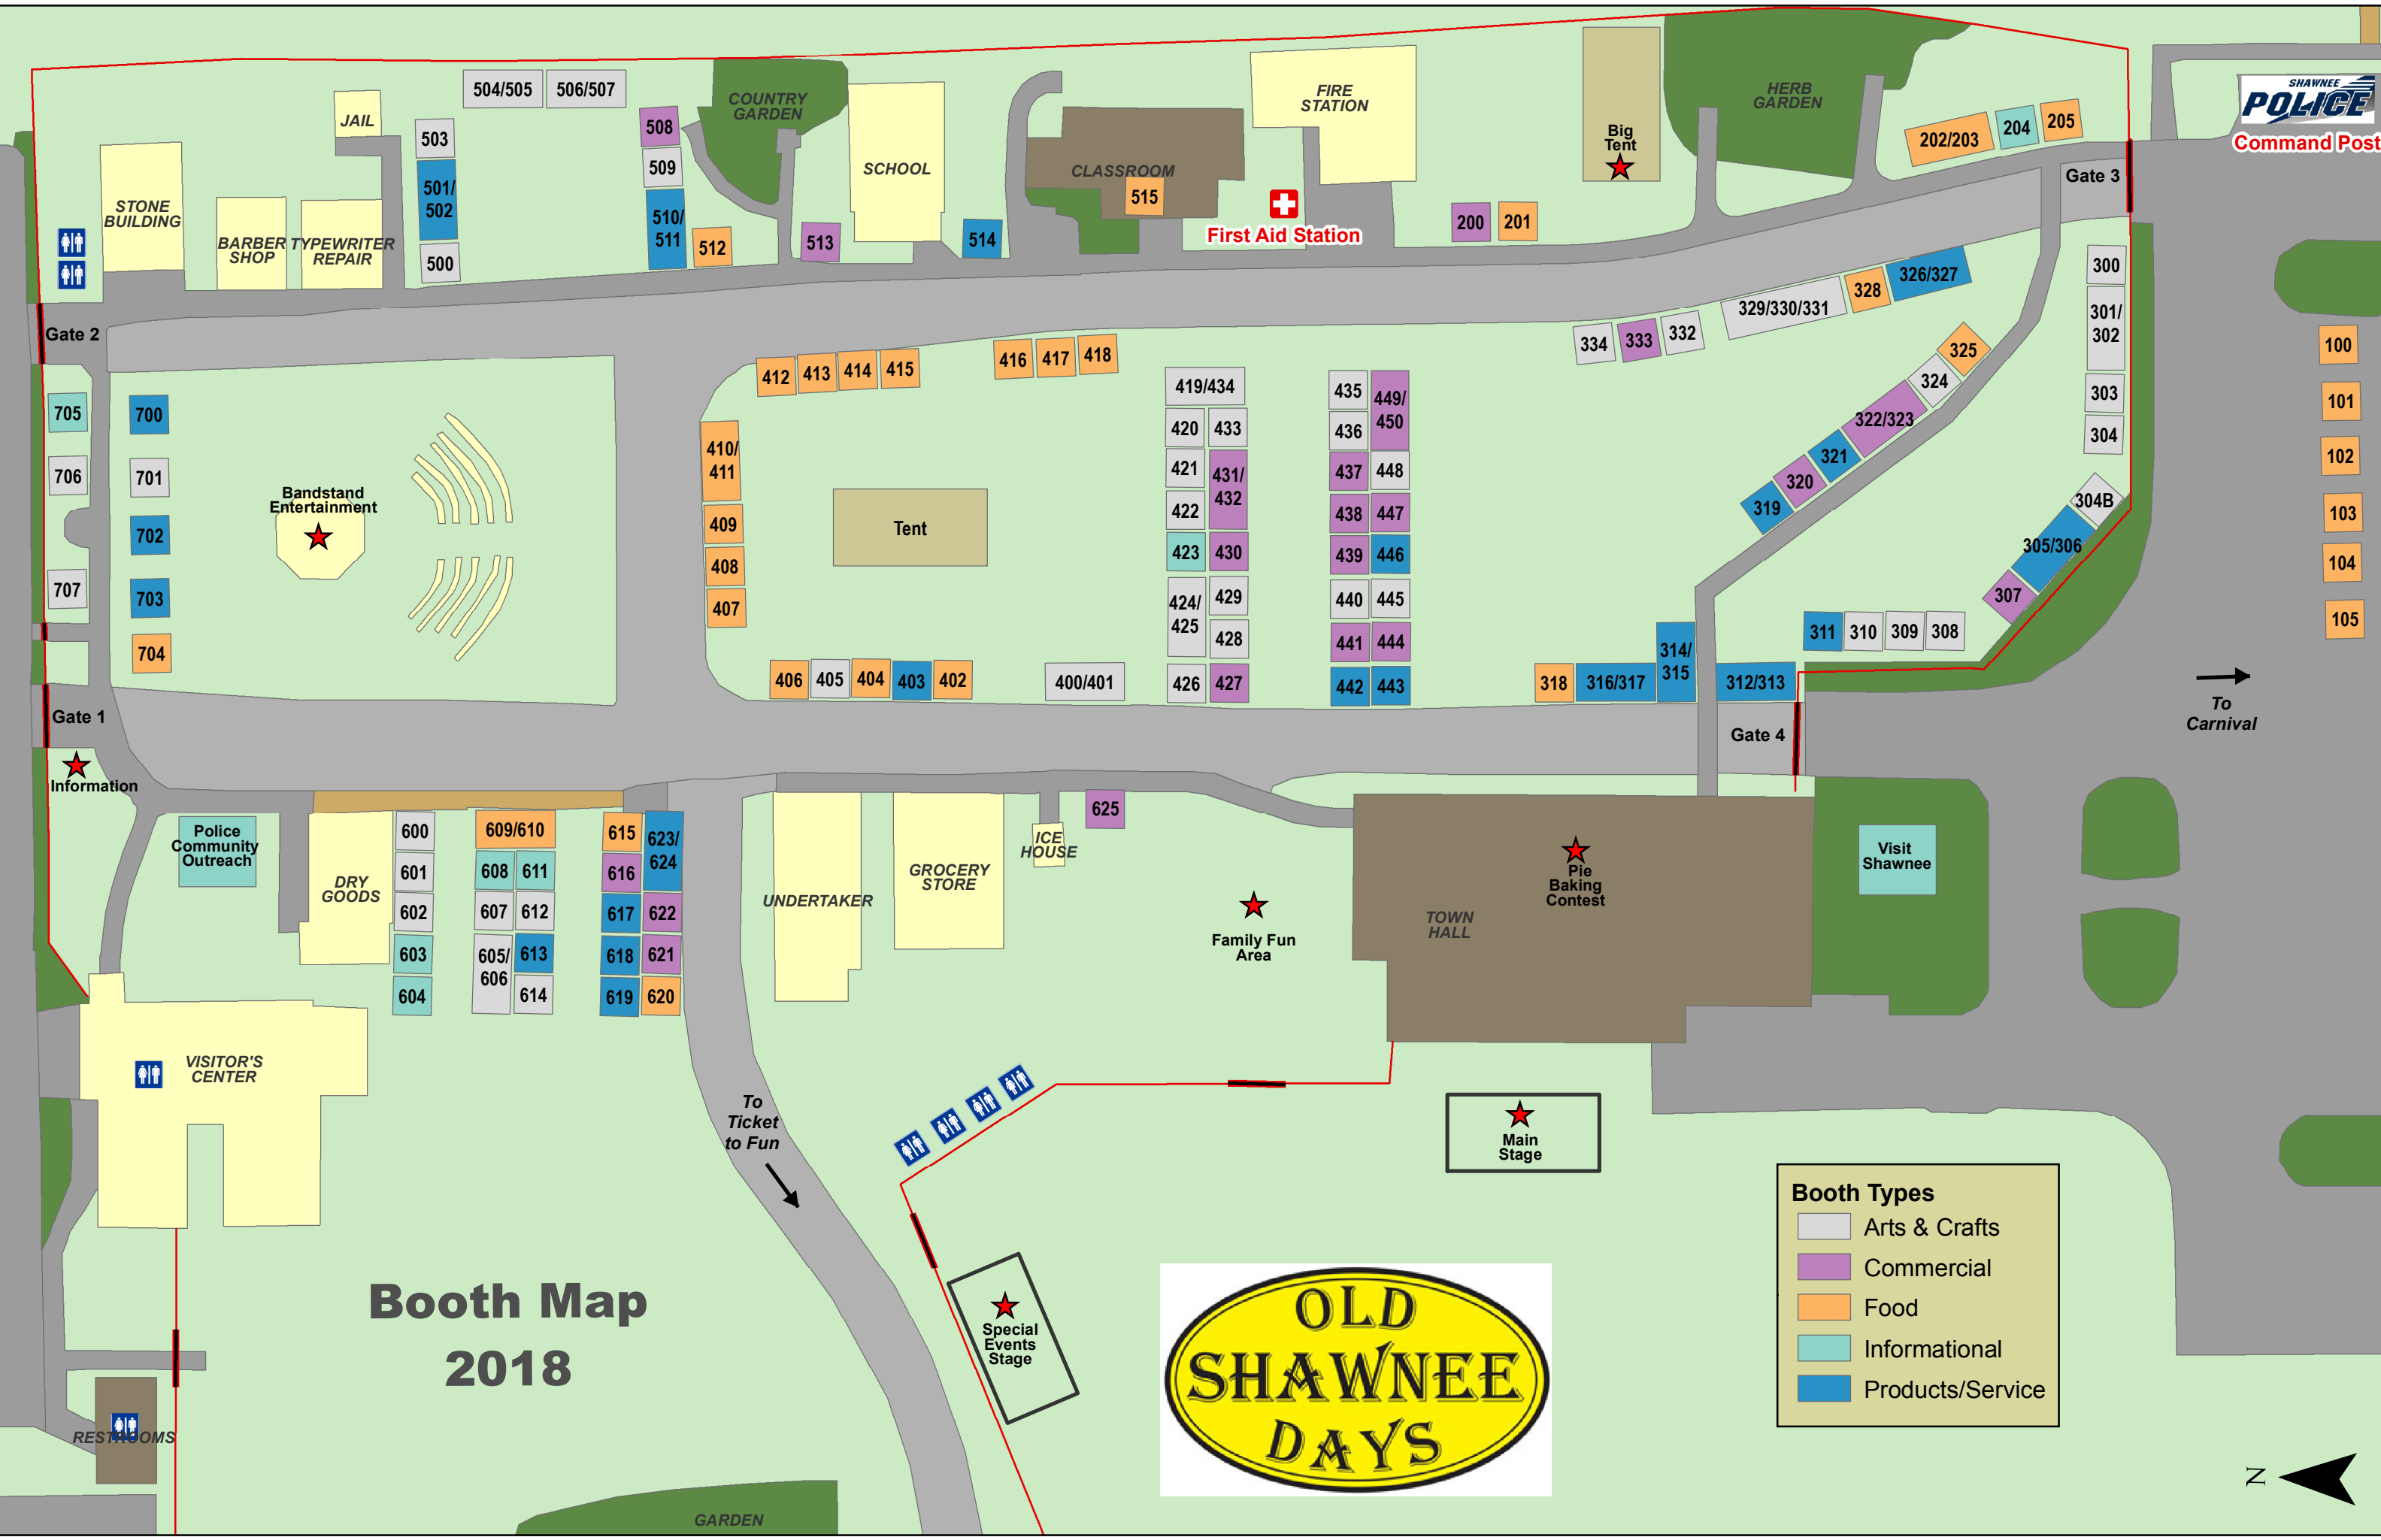 504/505
506/507
JAIL
503
501/
502
500
508
509
510/
511
512
COUNTRY
GARDEN
SCHOOL
513
514
CLASSROOM
515
FIRE
STATION
First Aid Station
Big
Tent
HERB
GARDEN
200
201
202/203
204
205
SHAWNEE
POLICE
Command Post
Gate 3
STONE
BUILDING
BARBER
SHOP
TYPEWRITER
REPAIR
Gate 2
705
706
707
700
701
702
703
704
Bandstand
Entertainment
412
413
414
415
416
417
418
410/
411
409
408
407
Tent
406
405
404
403
402
400/401
419/434
420
433
421
431/
432
422
423
430
424/
425
429
428
426
427
435
449/
450
436
437
448
438
447
439
446
440
445
441
444
442
443
334
333
332
329/330/331
328
326/327
325
324
322/323
321
320
319
300
301/
302
303
304
304B
305/306
307
311
310
309
308
318
316/317
314/
315
312/313
100
101
102
103
104
105
To
Carnival
Gate 4
Gate 1
Information
Police
Community
Outreach
DRY
GOODS
600
601
602
603
604
609/610
608
611
607
612
605/
606
613
614
615
623/
624
616
617
622
618
621
619
620
UNDERTAKER
GROCERY
STORE
ICE
HOUSE
625
Family Fun
Area
TOWN
HALL
Pie
Baking
Contest
Visit
Shawnee
VISITOR'S
CENTER
To
Ticket
to Fun
Main
Stage
Special
Events
Stage
RESTROOMS
GARDEN
Booth Map
2018
OLD
SHAWNEE
DAYS
Booth Types
Arts & Crafts
Commercial
Food
Informational
Products/Service
N